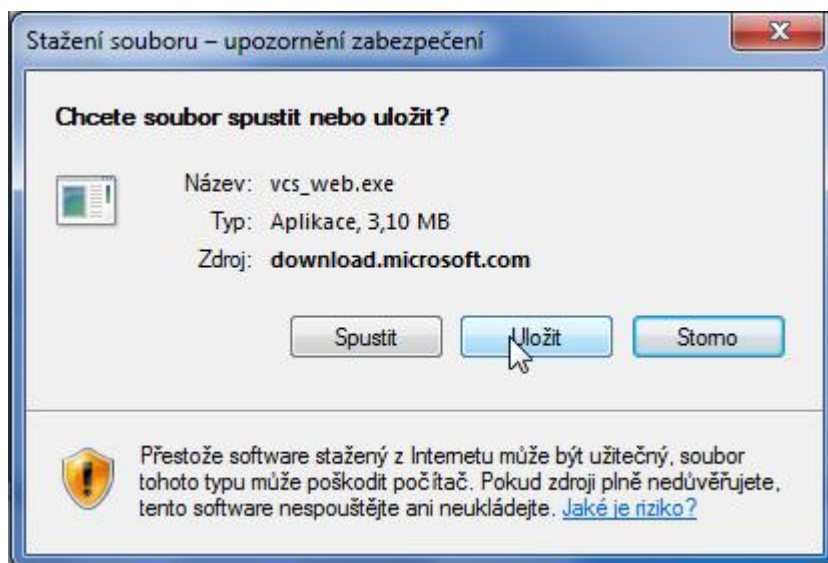 Stažení souboru – upozornění zabezpečení
Chcete soubor spustit nebo uložit?
Název: vcs_web.exe
Typ: Aplikace, 3,10 MB
Zdroj: download.microsoft.com
Spustit Uložit Storno
Přestože software stažený z Internetu může být užitečný, soubor
tohoto typu může poškodit počítač. Pokud zdroji plně nedůvěřujete,
tento software nespouštějte ani neukládejte. Jaké je riziko?